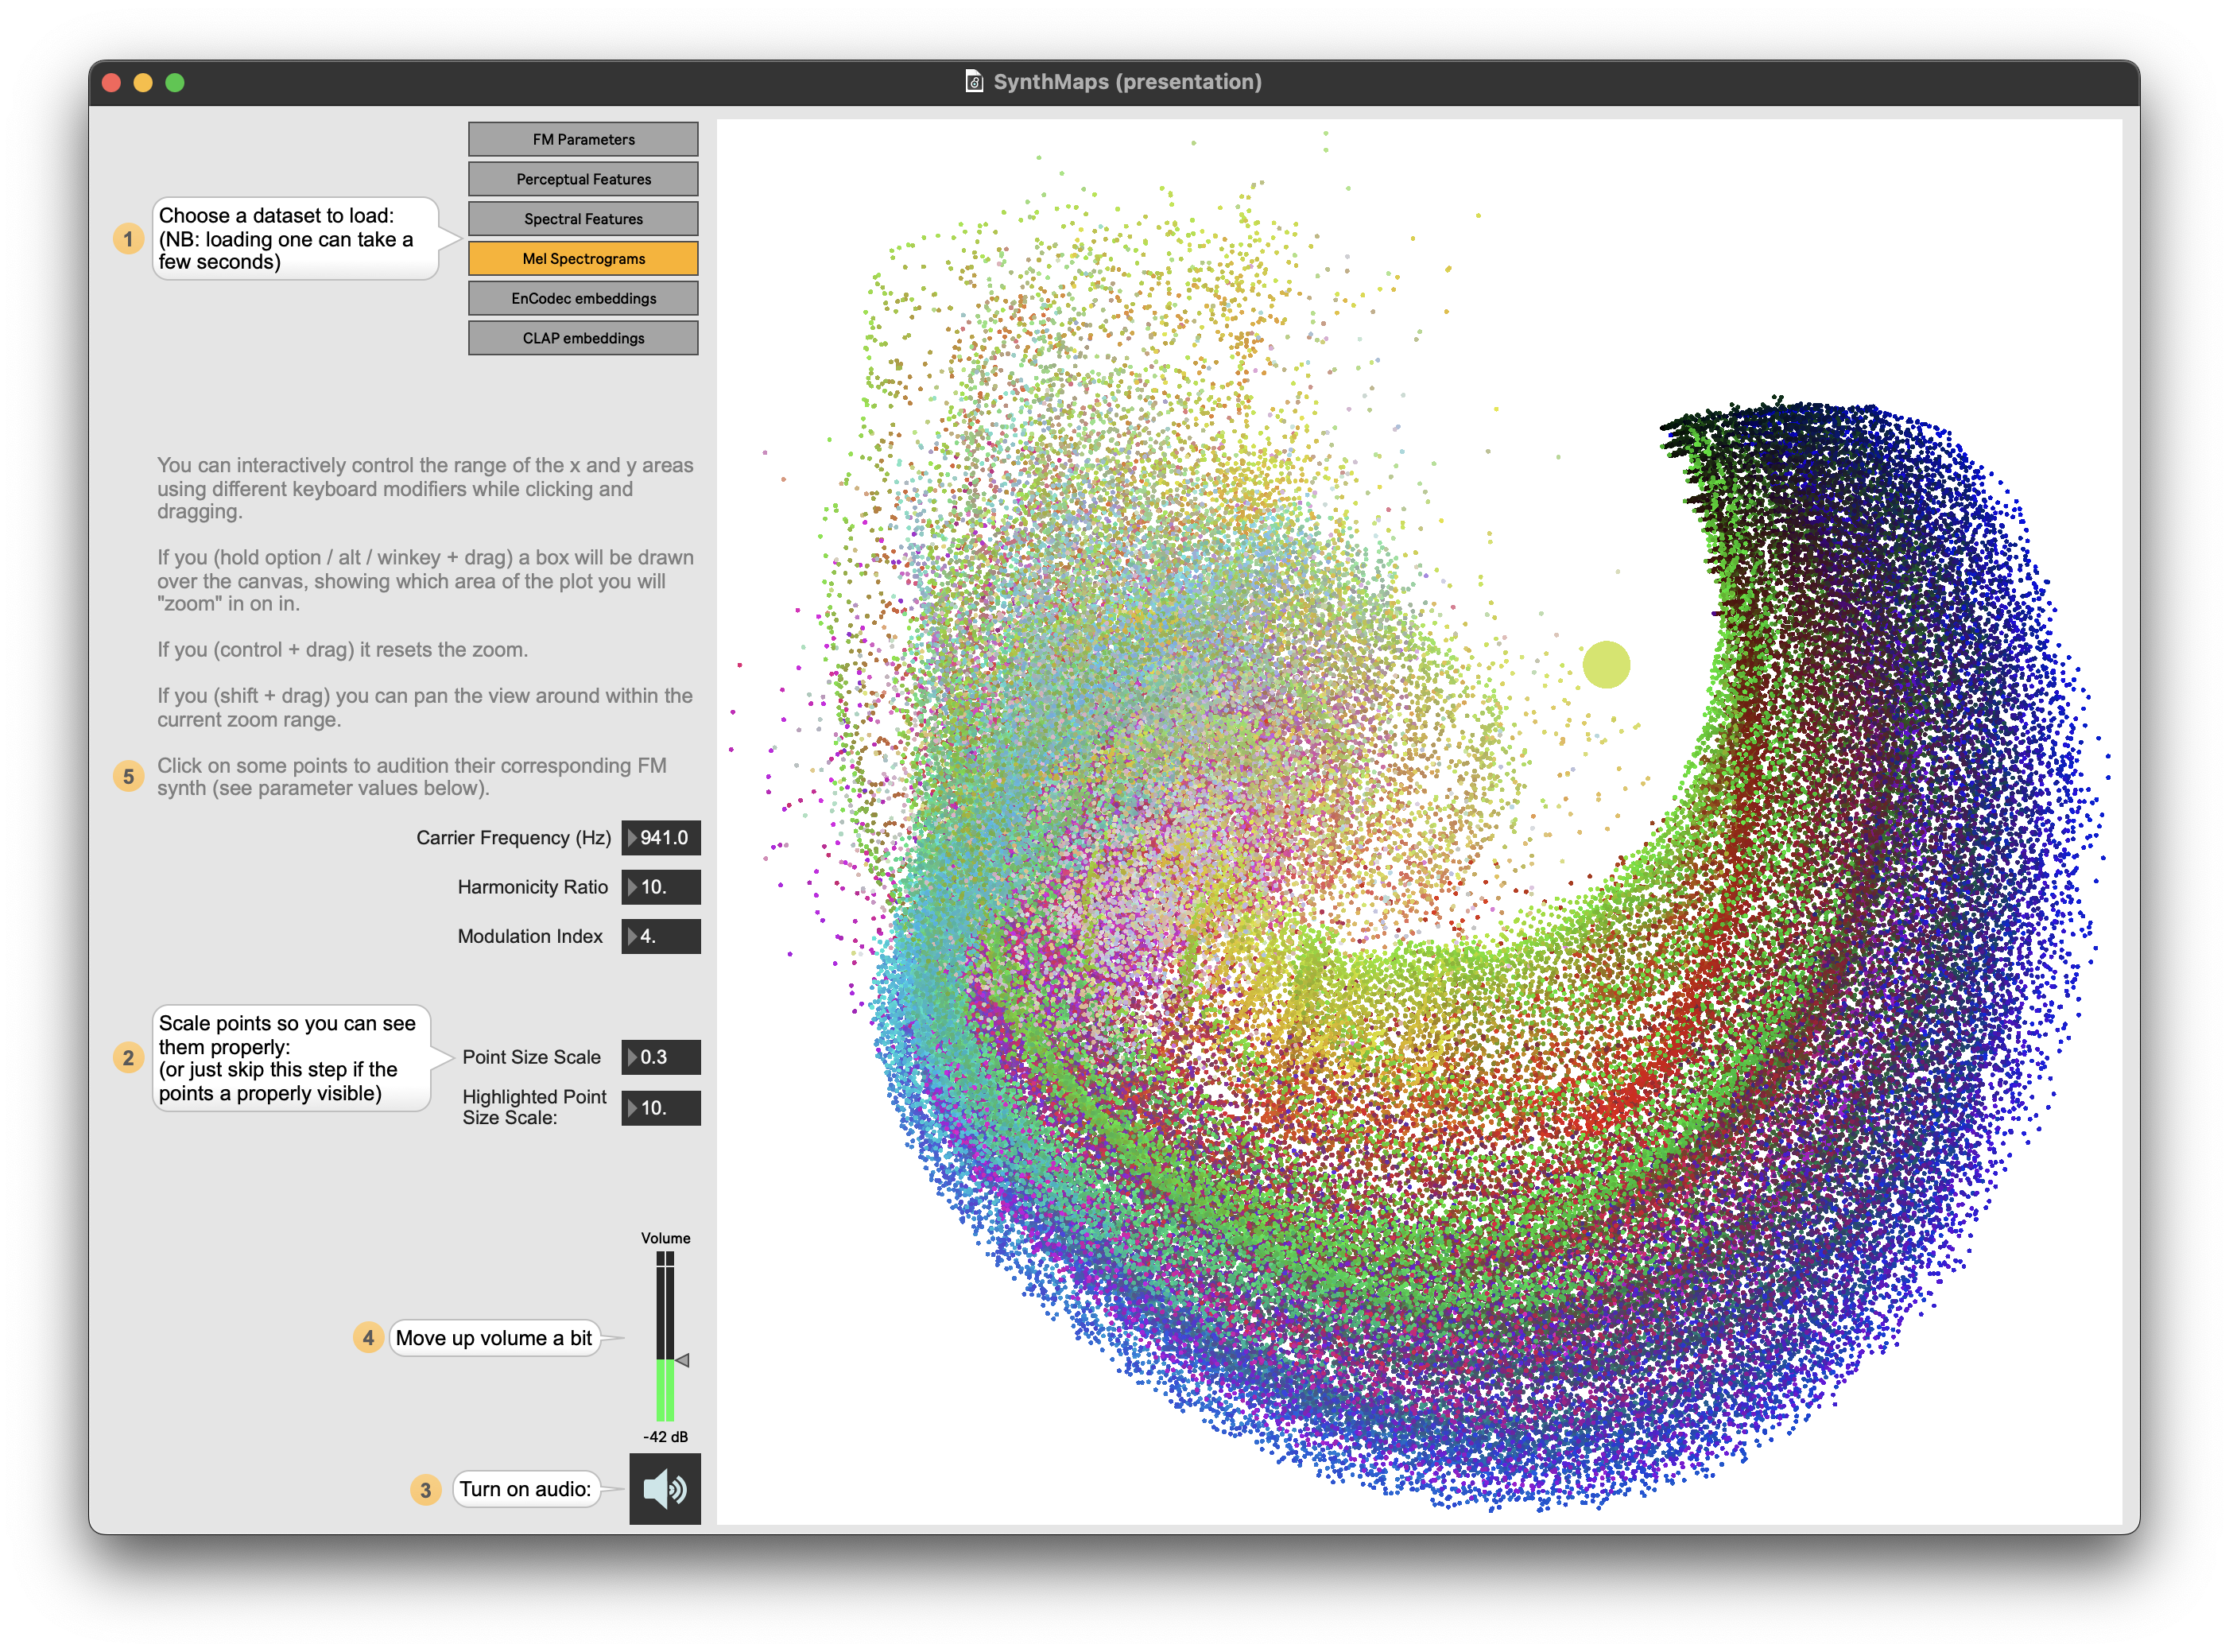 SynthMaps (presentation)
FM Parameters
Perceptual Features
Spectral Features
Mel Spectrograms
EnCodec embeddings
CLAP embeddings
1
Choose a dataset to load:
(NB: loading one can take a
few seconds)
You can interactively control the range of the x and y areas
using different keyboard modifiers while clicking and
dragging.
If you (hold option / alt / winkey + drag) a box will be drawn
over the canvas, showing which area of the plot you will
"zoom" in on in.
If you (control + drag) it resets the zoom.
If you (shift + drag) you can pan the view around within the
current zoom range.
5
Click on some points to audition their corresponding FM
synth (see parameter values below).
Carrier Frequency (Hz) 941.0
Harmonicity Ratio 10.
Modulation Index 4.
2
Scale points so you can see
them properly:
(or just skip this step if the
points a properly visible)
Point Size Scale 0.3
Highlighted Point
Size Scale: 10.
Volume
4 Move up volume a bit
-42 dB
3 Turn on audio: